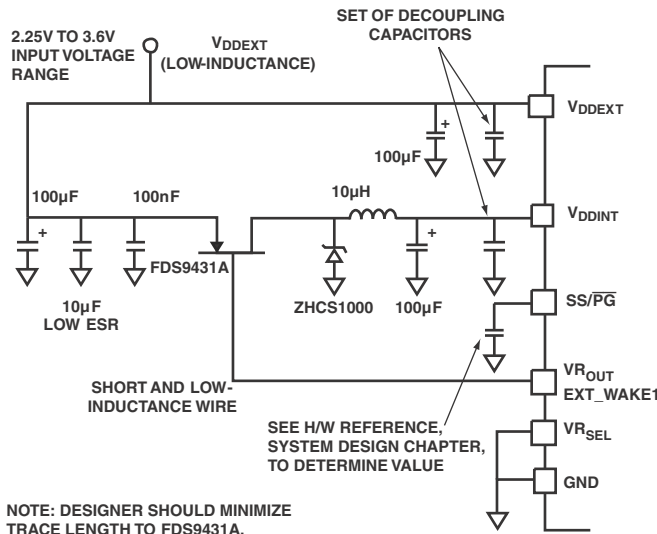 2.25V TO 3.6V
INPUT VOLTAGE
RANGE
VDDEXT
(LOW-INDUCTANCE)
SET OF DECOUPLING
CAPACITORS
VDDEXT
+
100µF
100µF
100nF
10µH
VDDINT
+
+
FDS9431A
10µF
LOW ESR
ZHCS1000
100µF
SS/P̅G̅
SHORT AND LOW-
INDUCTANCE WIRE
VROUT
EXT_WAKE1
SEE H/W REFERENCE,
SYSTEM DESIGN CHAPTER,
TO DETERMINE VALUE
VRSEL
GND
NOTE: DESIGNER SHOULD MINIMIZE
TRACE LENGTH TO FDS9431A.